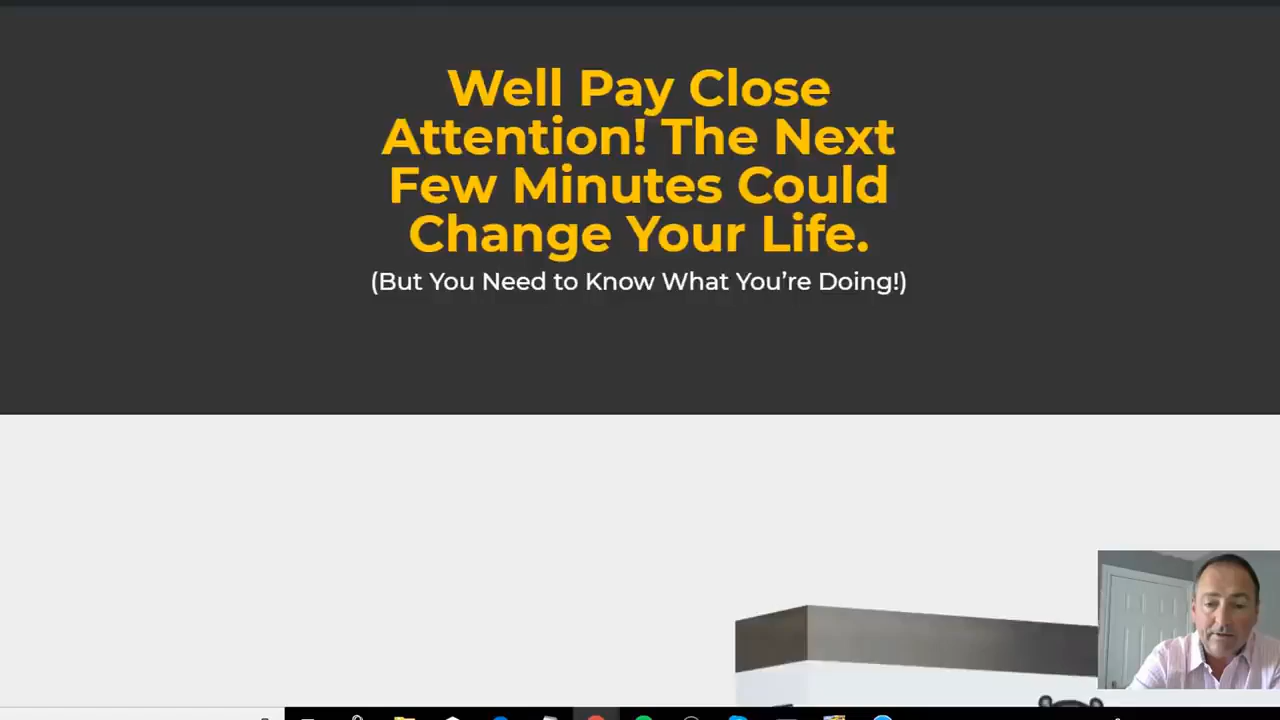 Well Pay Close
Attention! The Next
Few Minutes Could
Change Your Life.
(But You Need to Know What You’re Doing!)